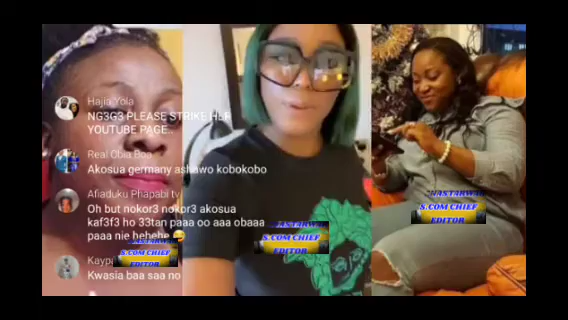 Hajia Yola
NG3G3 PLEASE STRIKE HER
YOUTUBE PAGE..
Real Obia Boa
Akosua germany ashawo kobokobo
Afiaduku Phapabi tv
Oh but nokor3 nokor3 akosua
kaf3f3 ho 33tan paaa oo aaa obaaa
paaa nie hehehe 😂
Kaypa
Kwasia baa saa no
S.COM CHIEF
EDITOR
S.COM CHIEF
EDITOR
S.COM CHIEF
EDITOR